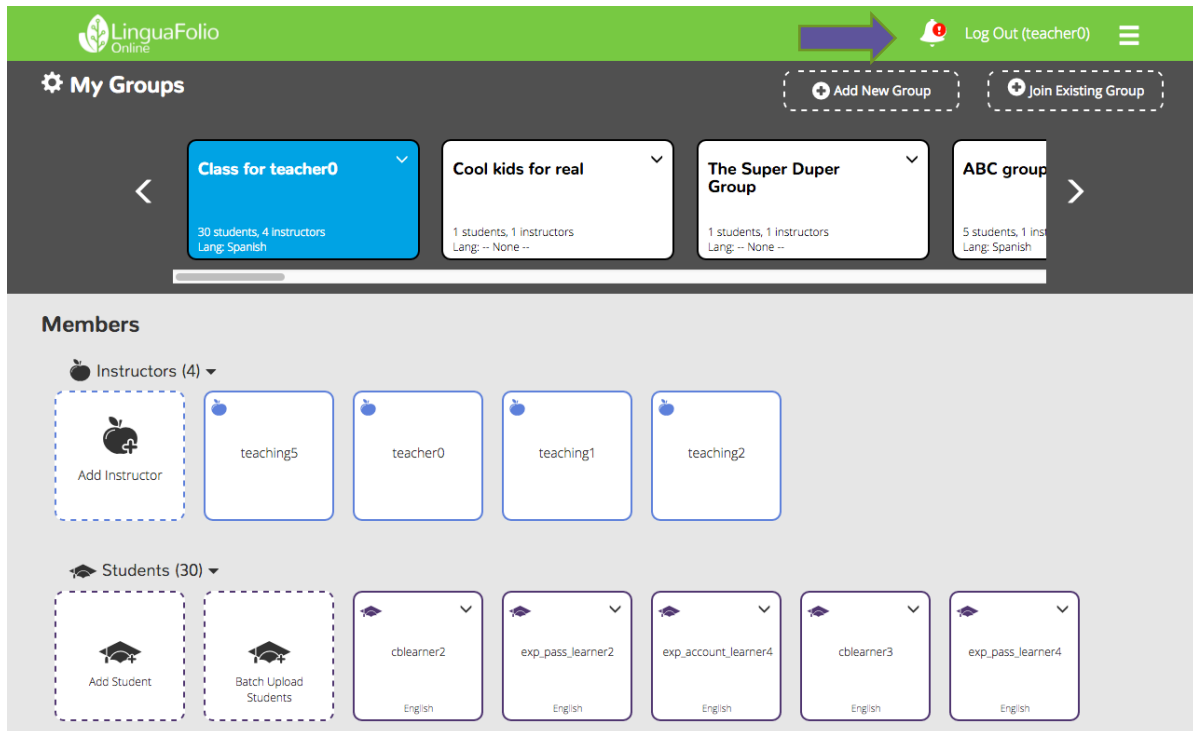 LinguaFolio
Online
! Log Out (teacher0)
My Groups
Add New Group
Join Existing Group
Class for teacher0
30 students, 4 instructors
Lang: Spanish
Cool kids for real
1 students, 1 instructors
Lang: -- None --
The Super Duper
Group
1 students, 1 instructors
Lang: -- None --
ABC group
5 students, 1 inst
Lang: Spanish
Members
Instructors (4)
Add Instructor
teaching5
teacher0
teaching1
teaching2
Students (30)
Add Student
Batch Upload
Students
cblearner2
English
exp_pass_learner2
English
exp_account_learner4
English
cblearner3
English
exp_pass_learner4
English